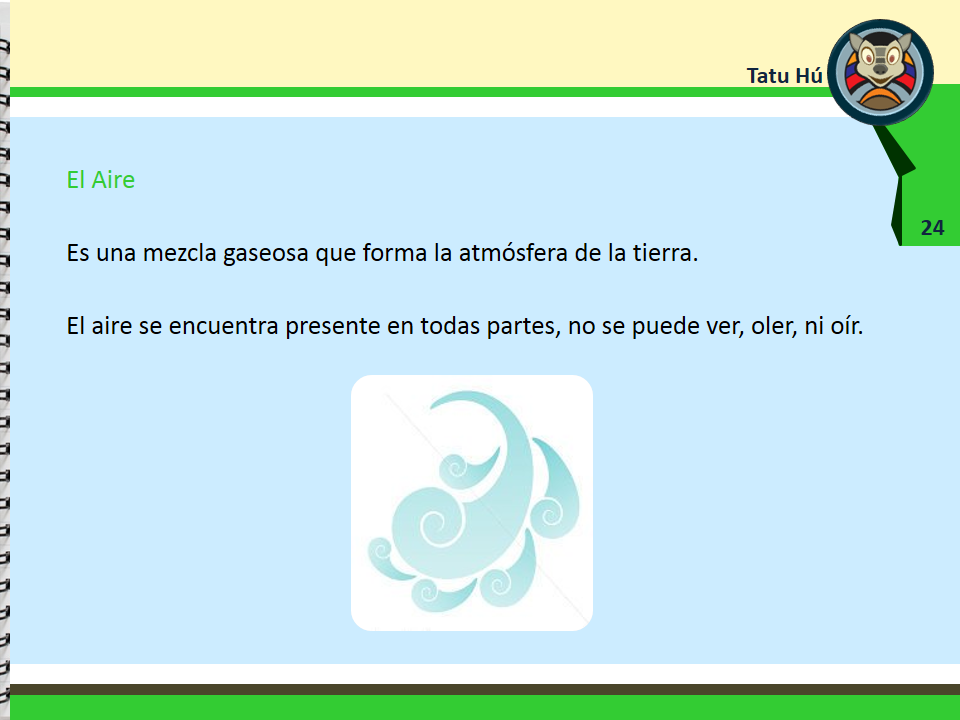 Tatu Hú
24
El Aire
Es una mezcla gaseosa que forma la atmósfera de la tierra.
El aire se encuentra presente en todas partes, no se puede ver, oler, ni oír.